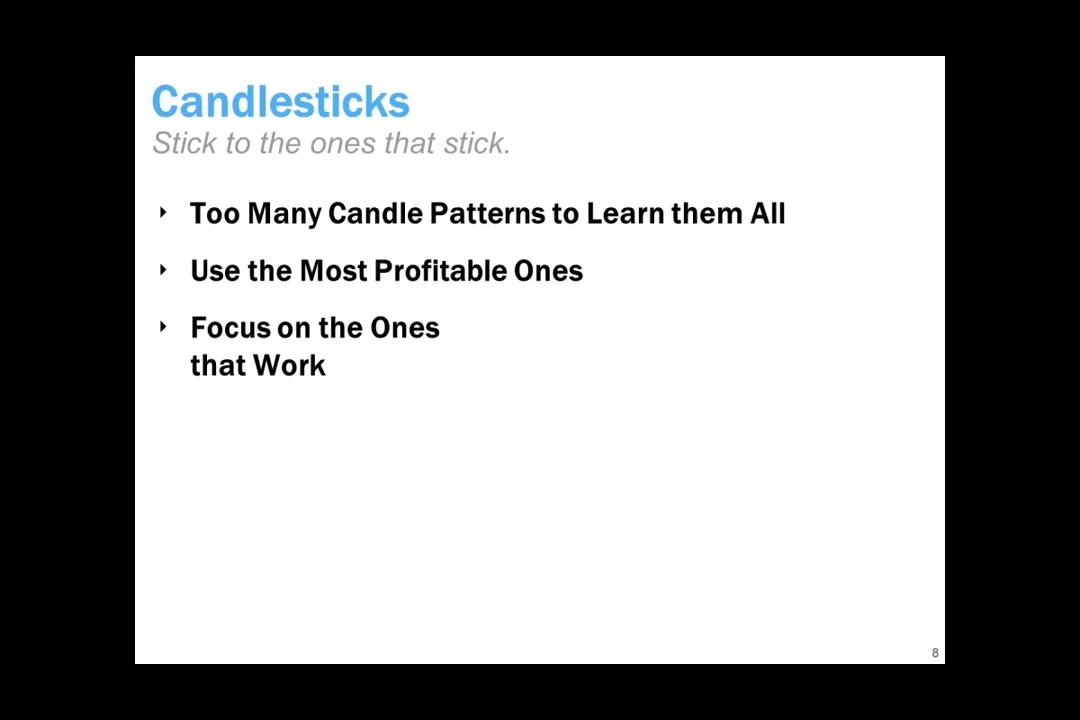 Candlesticks
Stick to the ones that stick.
‣ Too Many Candle Patterns to Learn them All
‣ Use the Most Profitable Ones
‣ Focus on the Ones
that Work
8